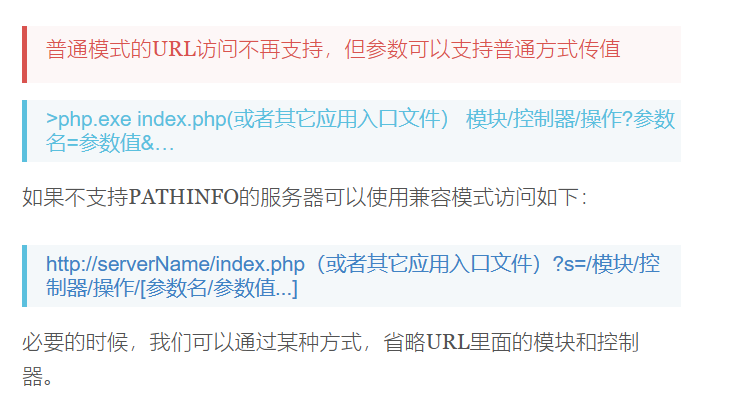 普通模式的URL访问不再支持，但参数可以支持普通方式传值
>php.exe index.php(或者其它应用入口文件） 模块/控制器/操作?参数
名=参数值&…
如果不支持PATHINFO的服务器可以使用兼容模式访问如下：
http://serverName/index.php（或者其它应用入口文件）?s=/模块/控
制器/操作/[参数名/参数值...]
必要的时候，我们可以通过某种方式，省略URL里面的模块和控制
器。